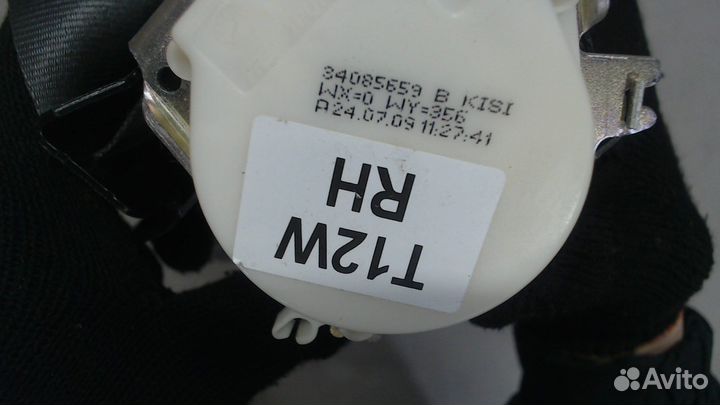 34085659 B KISI
WX=0 WY=356
A 24.07.09 11:27:41
T12W
RH
Avito